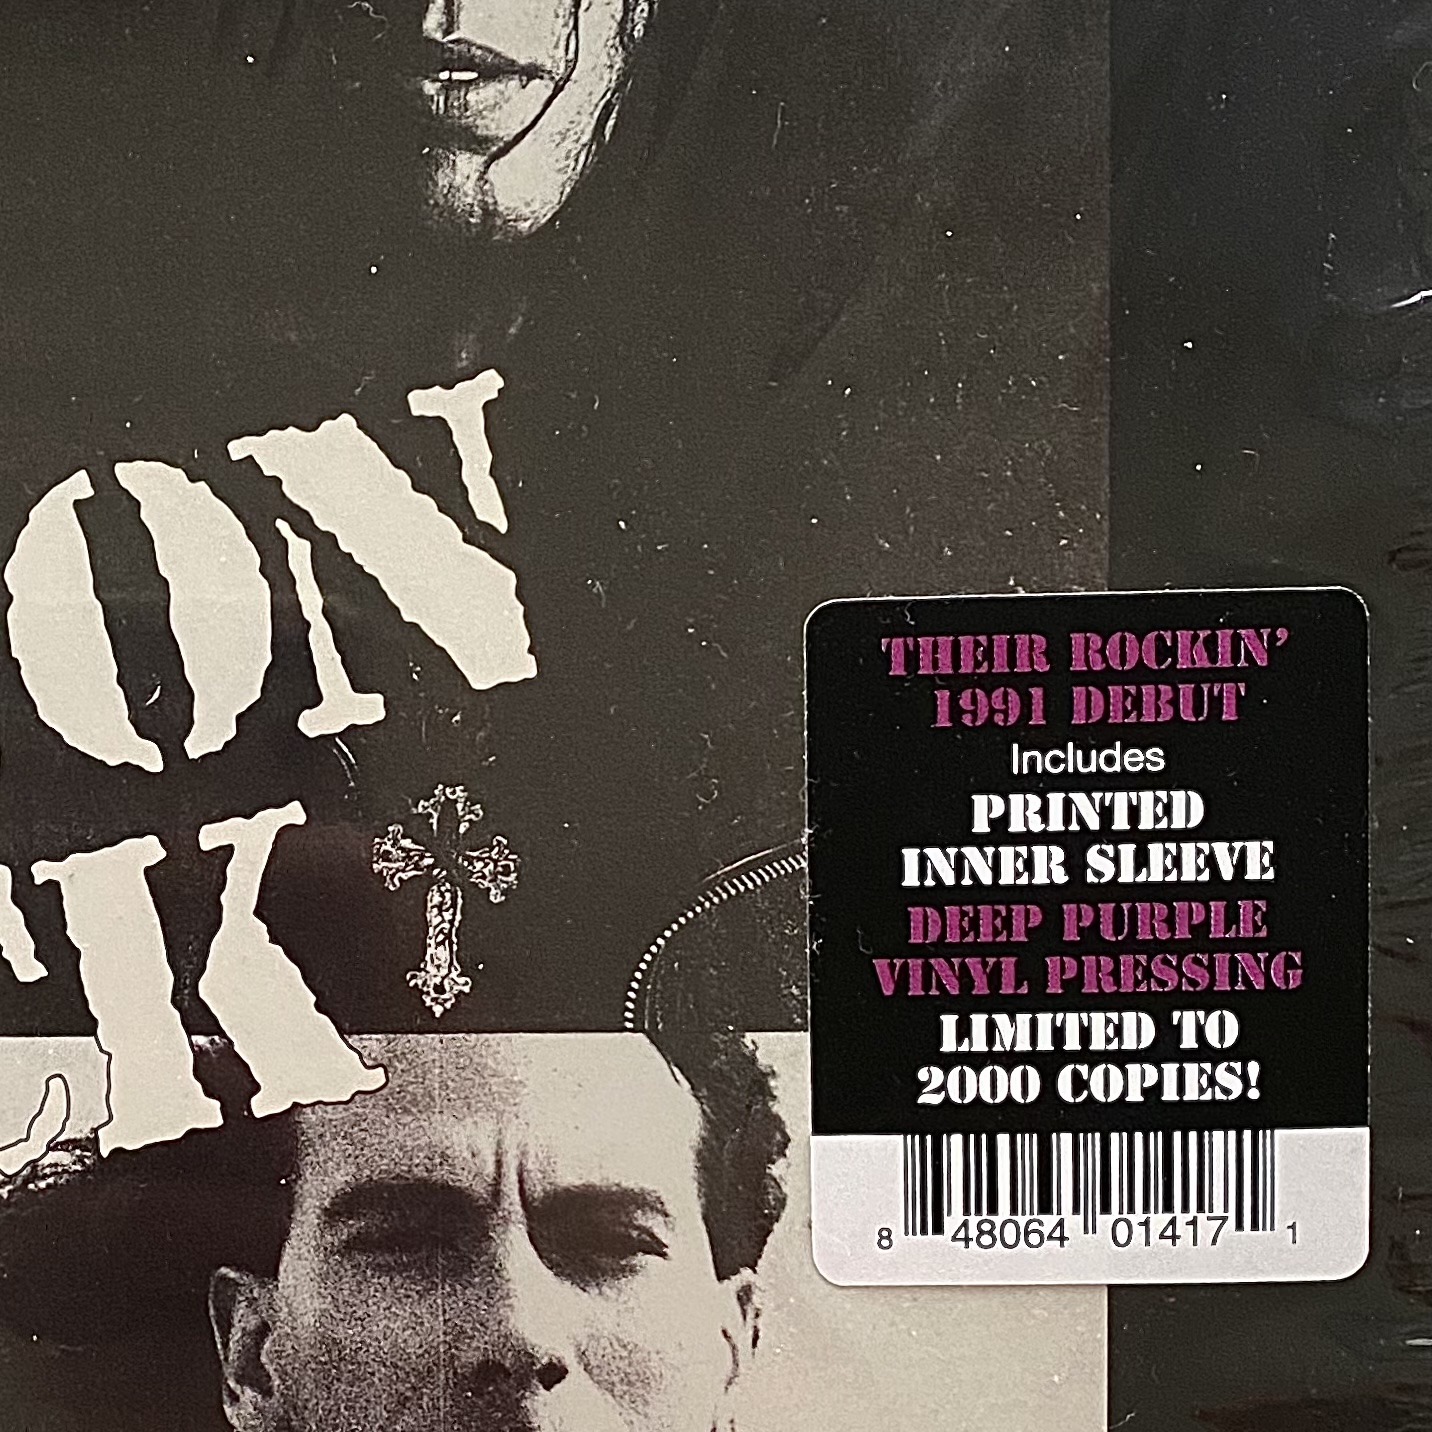 ON
CK
THEIR ROCKIN'
1991 DEBUT
Includes
PRINTED
INNER SLEEVE
DEEP PURPLE
VINYL PRESSING
LIMITED TO
2000 COPIES!
8 48064 01417 1